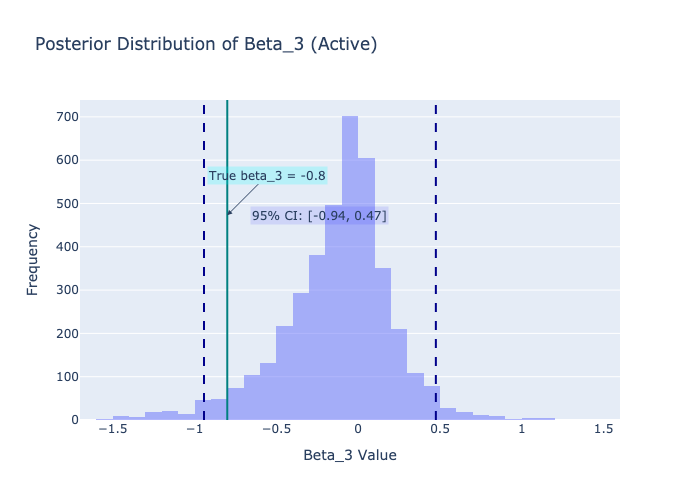 Posterior Distribution of Beta_3 (Active)
700
600
500
400
300
200
100
0
Frequency
True beta_3 = -0.8
95% CI: [-0.94, 0.47]
−1.5 −1 −0.5 0 0.5 1 1.5
Beta_3 Value